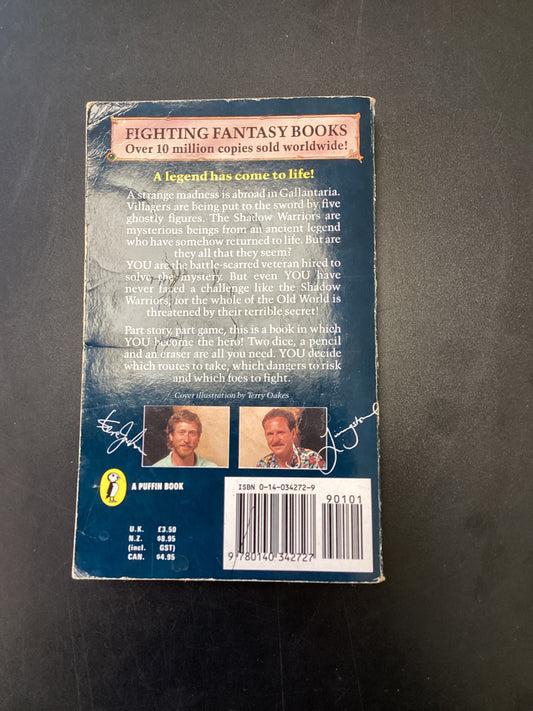 FIGHTING FANTASY BOOKS
Over 10 million copies sold worldwide!
A legend has come to life!
A strange madness is abroad in Gallantaria.
Villagers are being put to the sword by five
ghostly figures. The Shadow Warriors are
mysterious beings from an ancient legend
who have somehow returned to life. But are
they all that they seem?
YOU are the battle-scarred veteran hired to
solve the mystery. But even YOU have
never faced a challenge like the Shadow
Warriors, for the whole of the Old World is
threatened by their terrible secret!
Part story, part game, this is a book in which
YOU become the hero! Two dice, a pencil
and an eraser are all you need. YOU decide
which routes to take, which dangers to risk
and which foes to fight.
Cover illustration by Terry Oakes
A PUFFIN BOOK
U.K. £3.50
N.Z. $8.95
(incl. GST)
CAN. $4.95
ISBN 0-14-034272-9
90101
9 780140 342727